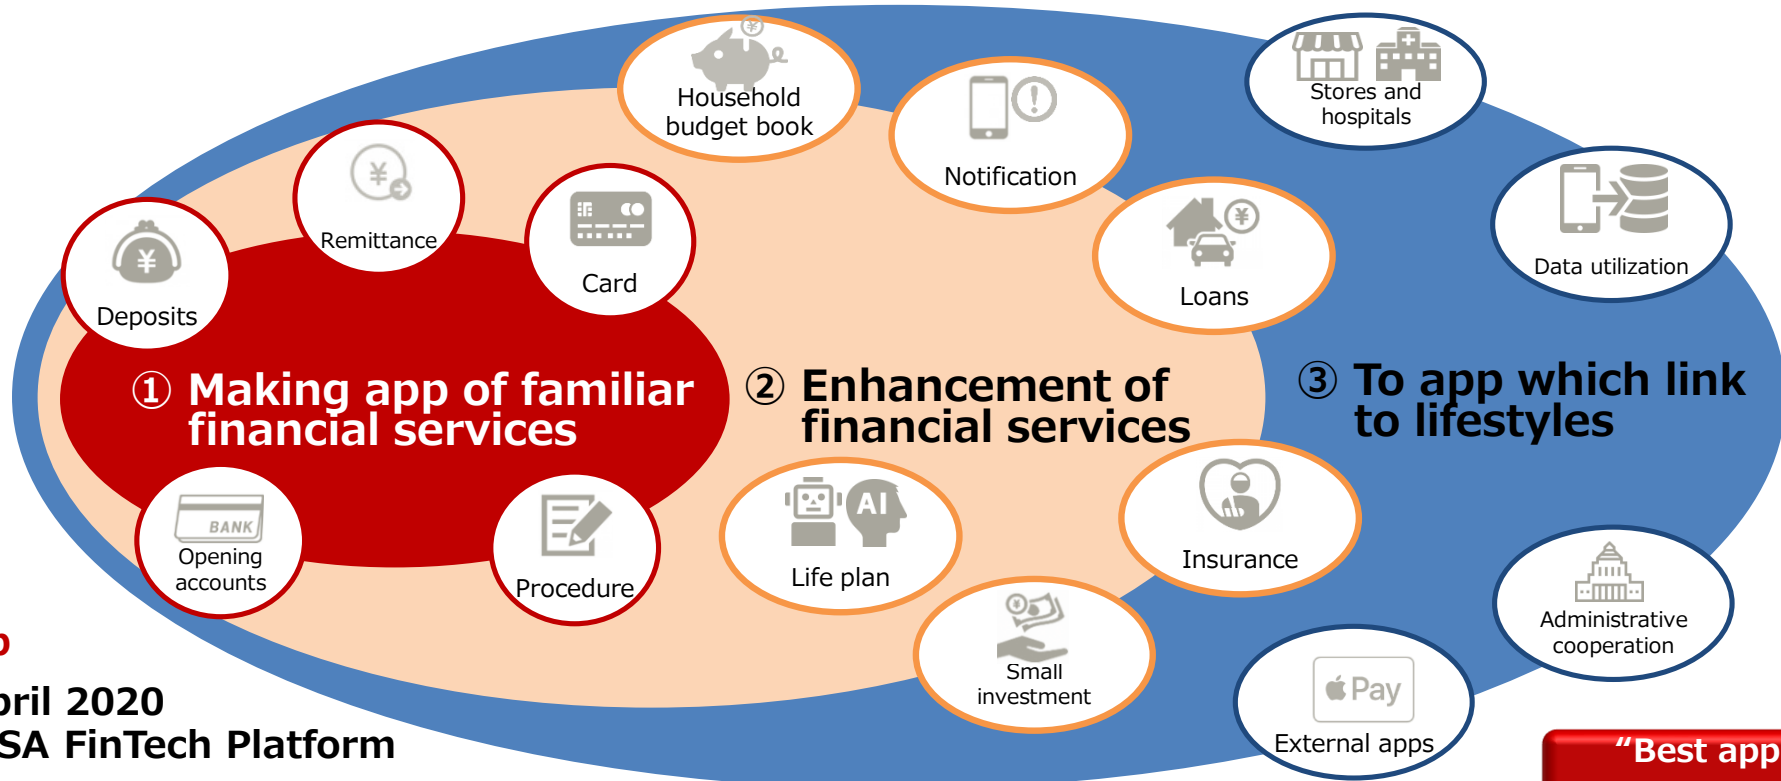 Household
budget book
Notification
Stores and
hospitals
Remittance
Card
Deposits
Loans
Data utilization
① Making app of familiar
financial services
② Enhancement of
financial services
③ To app which link
to lifestyles
BANK
Opening
accounts
Procedure
AI
Life plan
Insurance
Small
investment
Administrative
cooperation
Pay
External apps
pril 2020
SA FinTech Platform
“Best app